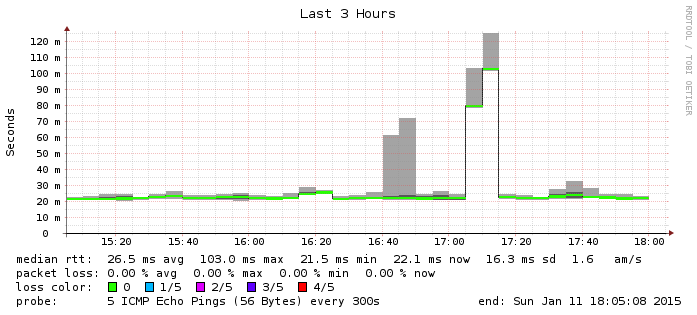 Last 3 Hours
RRDTOOL / TOBI OETIKER
Seconds
120 m
110 m
100 m
90 m
80 m
70 m
60 m
50 m
40 m
30 m
20 m
10 m
0
15:20 15:40 16:00 16:20 16:40 17:00 17:20 17:40 18:00
median rtt: 26.5 ms avg 103.0 ms max 21.5 ms min 22.1 ms now 16.3 ms sd 1.6 am/s
packet loss: 0.00 % avg 0.00 % max 0.00 % min 0.00 % now
loss color: 0 1/5 2/5 3/5 4/5
probe: 5 ICMP Echo Pings (56 Bytes) every 300s end: Sun Jan 11 18:05:08 2015